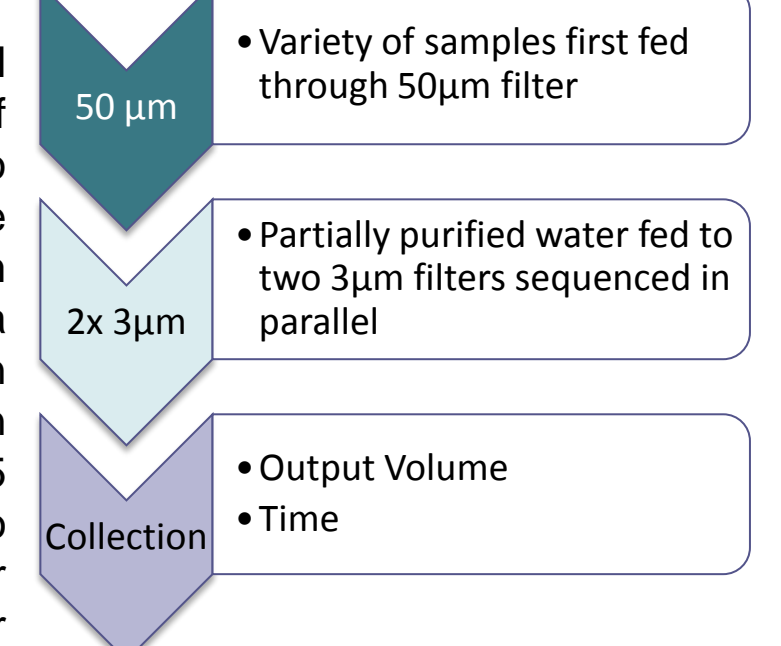 50 µm
• Variety of samples first fed
through 50µm filter
2x 3µm
• Partially purified water fed to
two 3µm filters sequenced in
parallel
Collection
• Output Volume
• Time